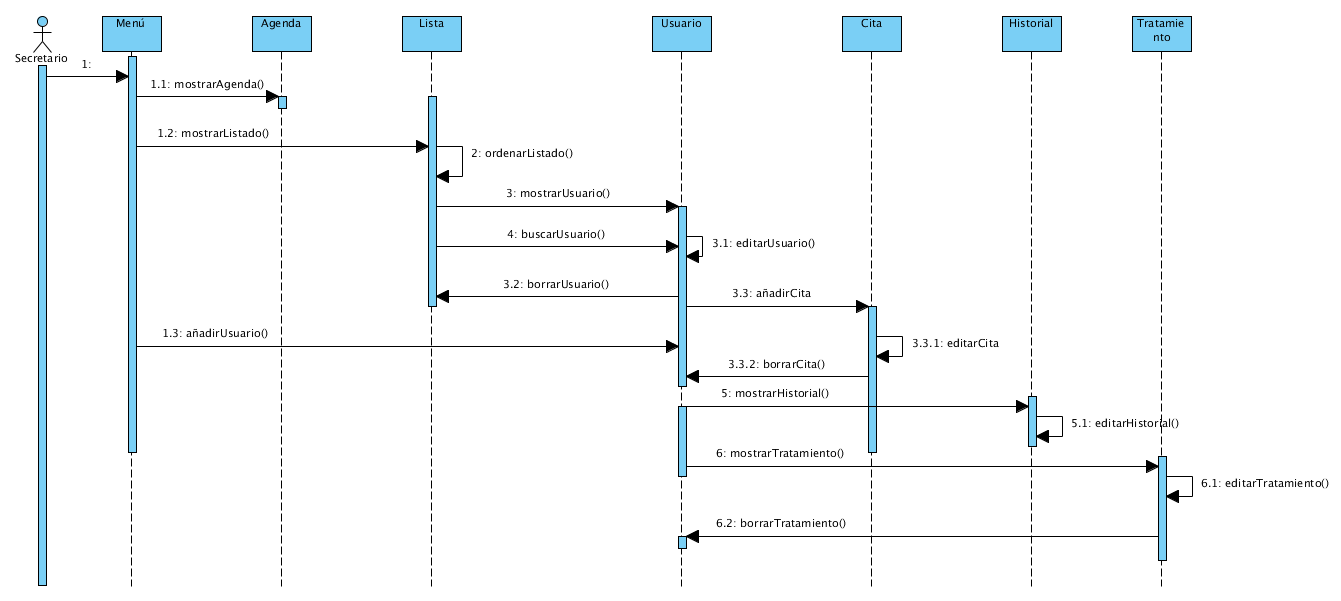 Menú
Agenda
Lista
Usuario
Cita
Historial
Tratamie
nto
Secretario
1:
1.1: mostrarAgenda()
1.2: mostrarListado()
2: ordenarListado()
3: mostrarUsuario()
4: buscarUsuario()
3.1: editarUsuario()
3.2: borrarUsuario()
3.3: añadirCita
1.3: añadirUsuario()
3.3.1: editarCita
3.3.2: borrarCita()
5: mostrarHistorial()
5.1: editarHistorial()
6: mostrarTratamiento()
6.1: editarTratamiento()
6.2: borrarTratamiento()